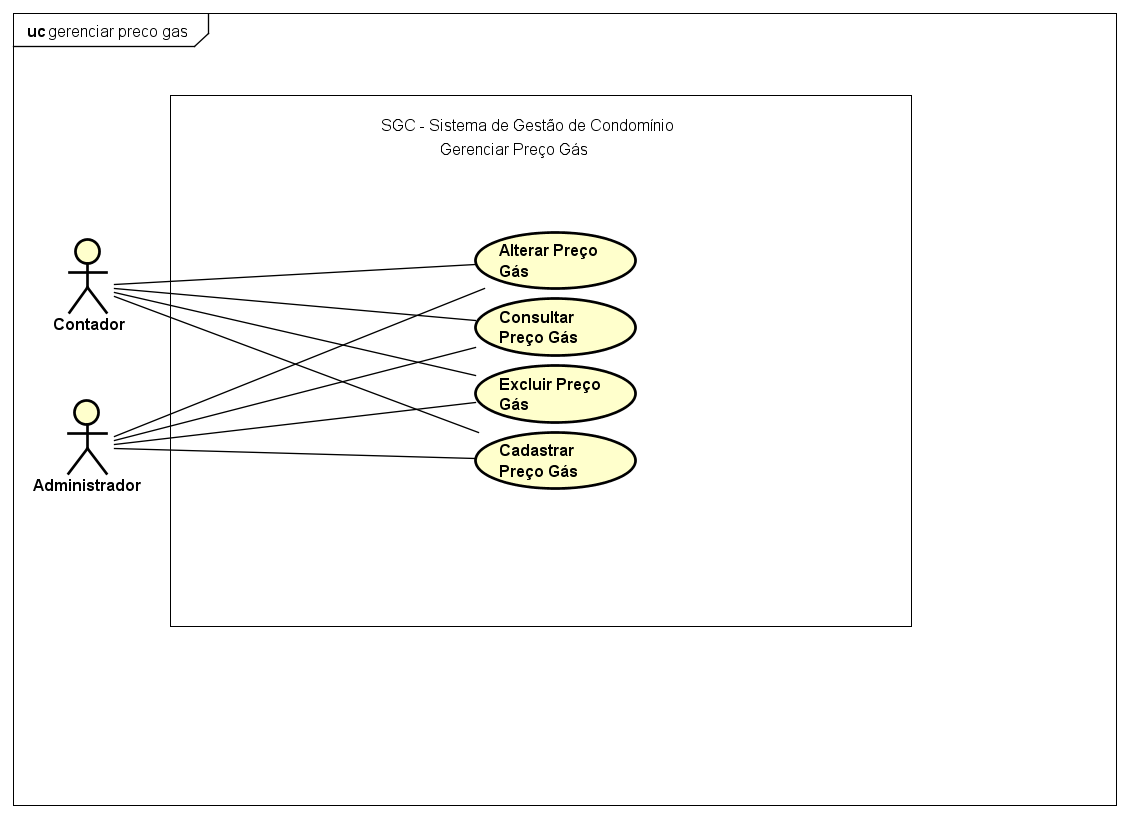 uc gerenciar preco gas
SGC - Sistema de Gestão de Condomínio
Gerenciar Preço Gás
Alterar Preço
Gás
Contador
Consultar
Preço Gás
Excluir Preço
Gás
Cadastrar
Preço Gás
Administrador